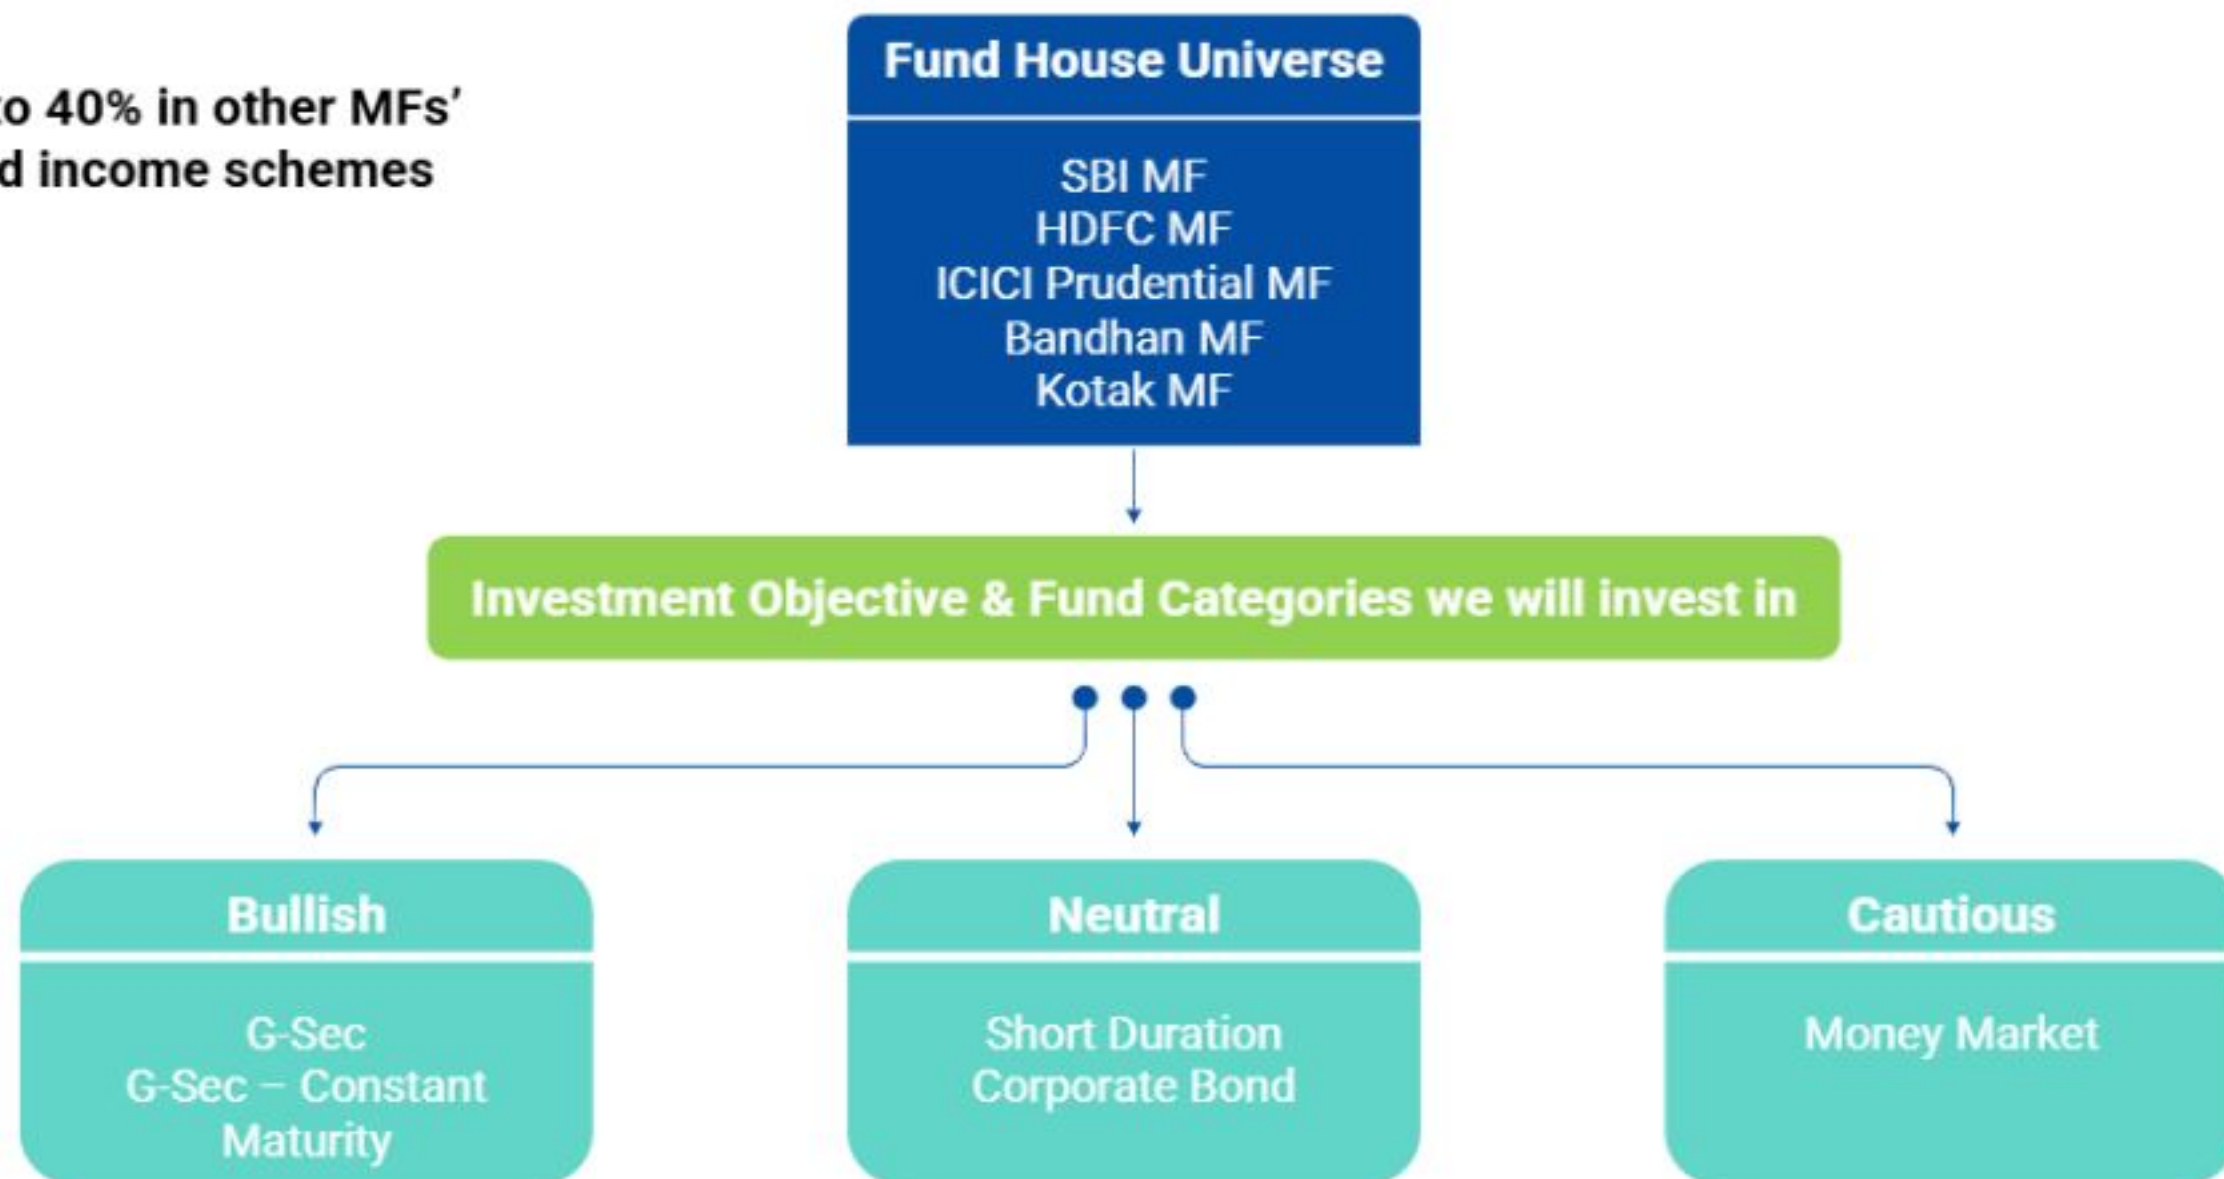 to 40% in other MFs’
d income schemes
Fund House Universe
SBI MF
HDFC MF
ICICI Prudential MF
Bandhan MF
Kotak MF
Investment Objective & Fund Categories we will invest in
Bullish
G-Sec
G-Sec – Constant
Maturity
Neutral
Short Duration
Corporate Bond
Cautious
Money Market